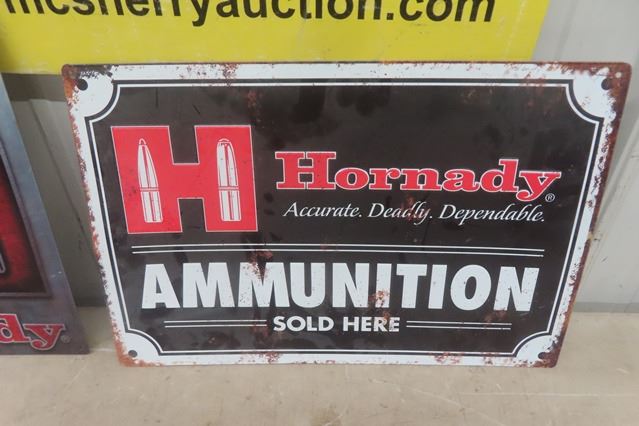 mcsherryauction.com
H Hornady®
Accurate. Deadly. Dependable.
AMMUNITION
SOLD HERE
dy®